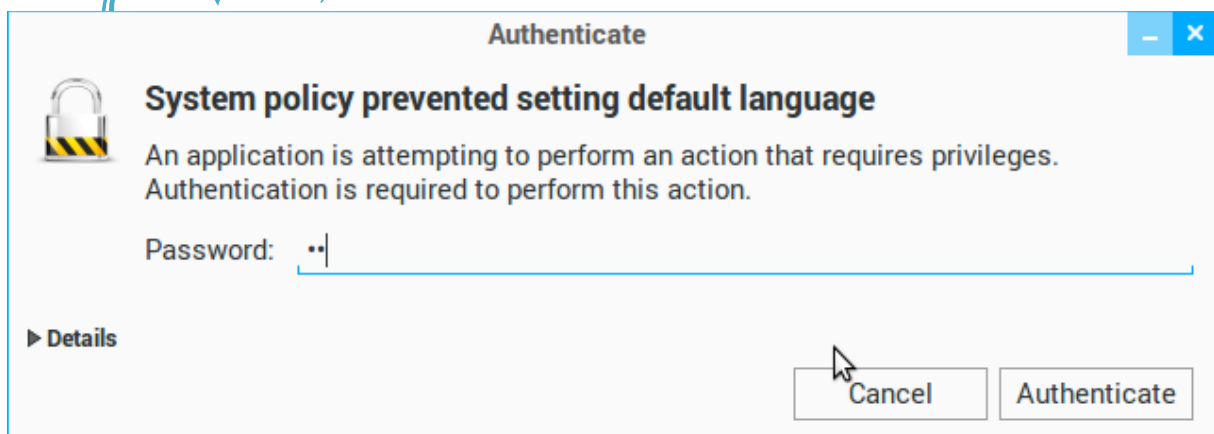 Authenticate
System policy prevented setting default language
An application is attempting to perform an action that requires privileges.
Authentication is required to perform this action.
Password: ••
Details
Cancel Authenticate